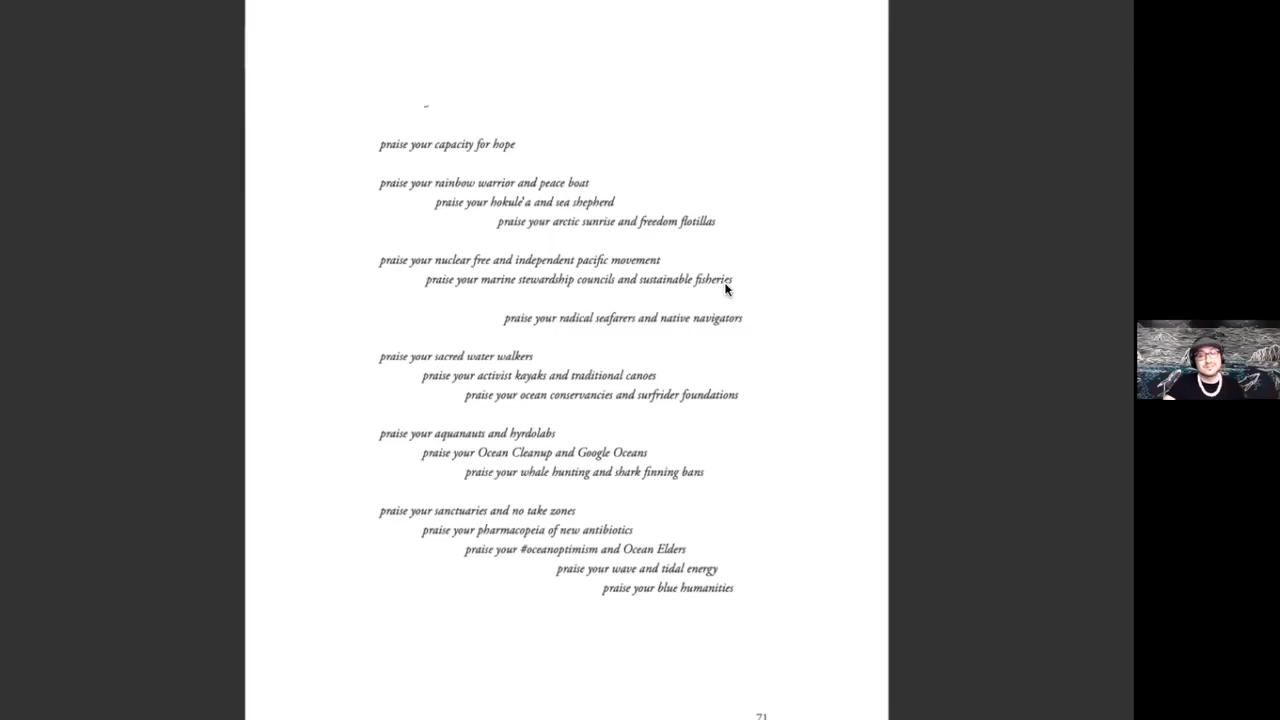 praise your capacity for hope
praise your rainbow warrior and peace boat
praise your hokule'a and sea shepherd
praise your arctic sunrise and freedom flotillas
praise your nuclear free and independent pacific movement
praise your marine stewardship councils and sustainable fisheries
praise your radical seafarers and native navigators
praise your sacred water walkers
praise your activist kayaks and traditional canoes
praise your ocean conservancies and surfrider foundations
praise your aquanauts and hyrdolabs
praise your Ocean Cleanup and Google Oceans
praise your whale hunting and shark finning bans
praise your sanctuaries and no take zones
praise your pharmacopeia of new antibiotics
praise your #oceanoptimism and Ocean Elders
praise your wave and tidal energy
praise your blue humanities
71